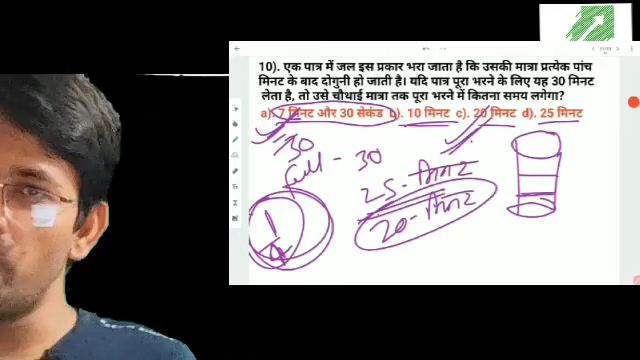 10). एक पात्र में जल इस प्रकार भरा जाता है कि उसकी मात्रा प्रत्येक पांच
मिनट के बाद दोगुनी हो जाती है। यदि पात्र पूरा भरने के लिए यह 30 मिनट
लेता है, तो उसे चौथाई मात्रा तक पूरा भरने में कितना समय लगेगा?
a). 7 मिनट और 30 सेकंड b). 10 मिनट c). 20 मिनट d). 25 मिनट
30
full - 30
25 - मिनट
20 - मिनट